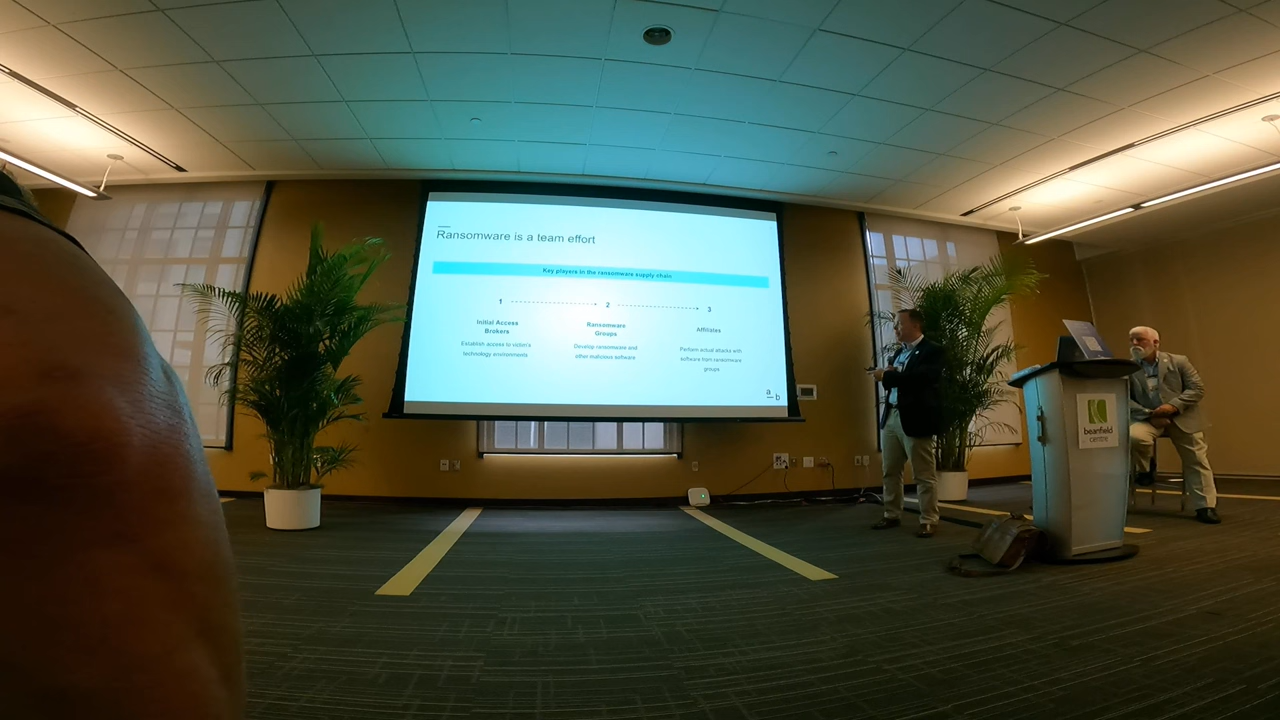 Ransomware is a team effort
Key players in the ransomware supply chain
1
2
3
Initial Access
Brokers
Establish access to victim's
technology environments
Ransomware
Groups
Develop ransomware and
other malicious software
Affiliates
Perform actual attacks with
software from ransomware
groups
a
b
beanfield
CENTRE